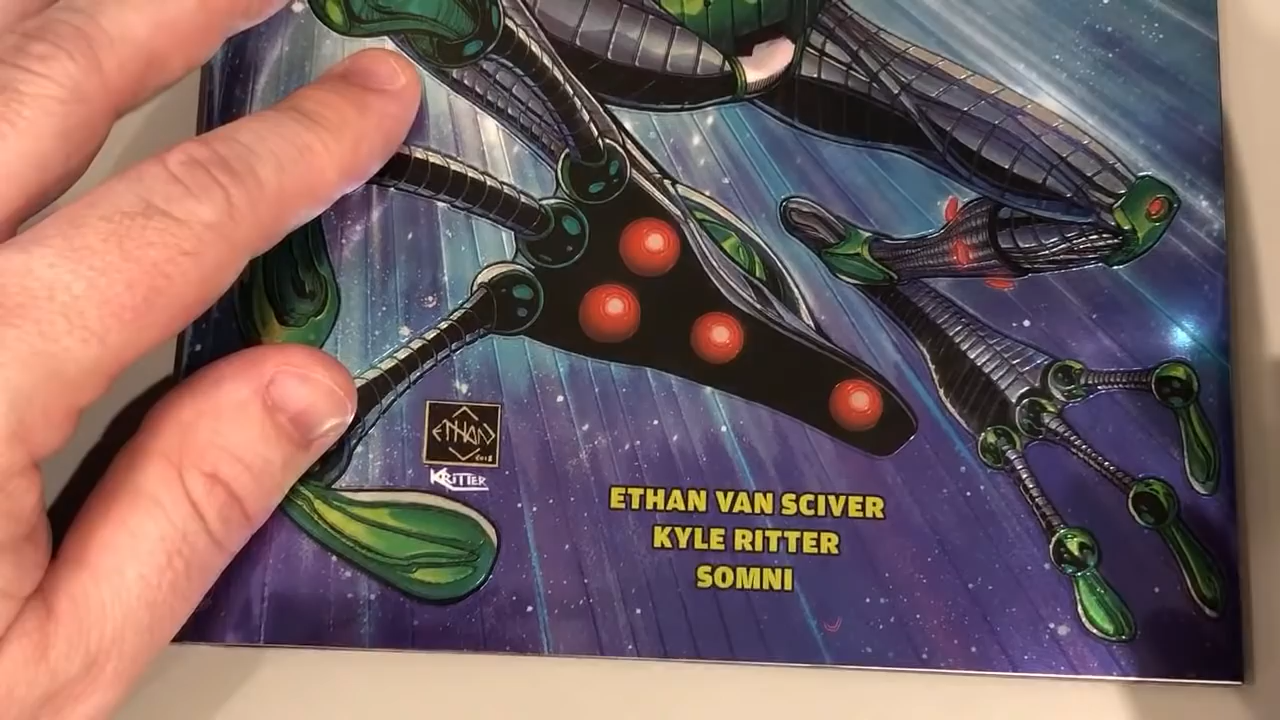 ETHAN
2018
KRITTER
ETHAN VAN SCIVER
KYLE RITTER
SOMNI